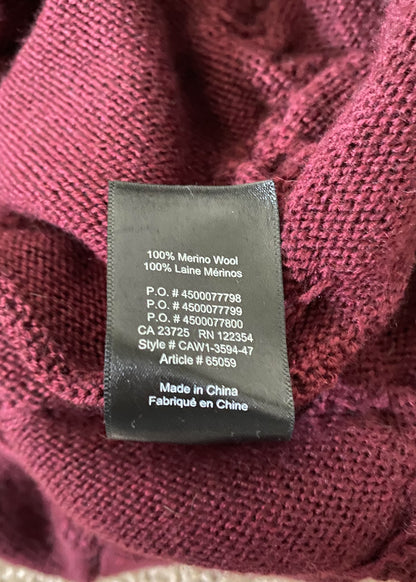 100% Merino Wool
100% Laine Mérinos
P.O. # 4500077798
P.O. # 4500077799
P.O. # 4500077800
CA 23725 RN 122354
Style # CAW1-3594-47
Article # 65059
Made in China
Fabriqué en Chine